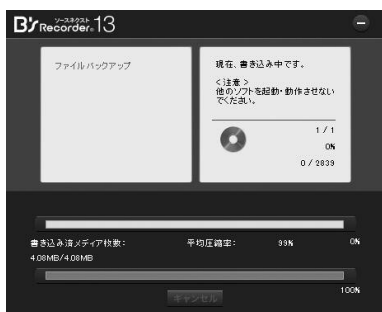 B's Recorder 13
ソースネクスト
ファイルバックアップ
現在、書き込み中です。
<注意>
他のソフトを起動・動作させない
でください。
1 / 1
0%
0 / 2839
書き込み済メディア枚数:
平均圧縮率:
99%
0%
4.08MB/4.08MB
100%
キャンセル